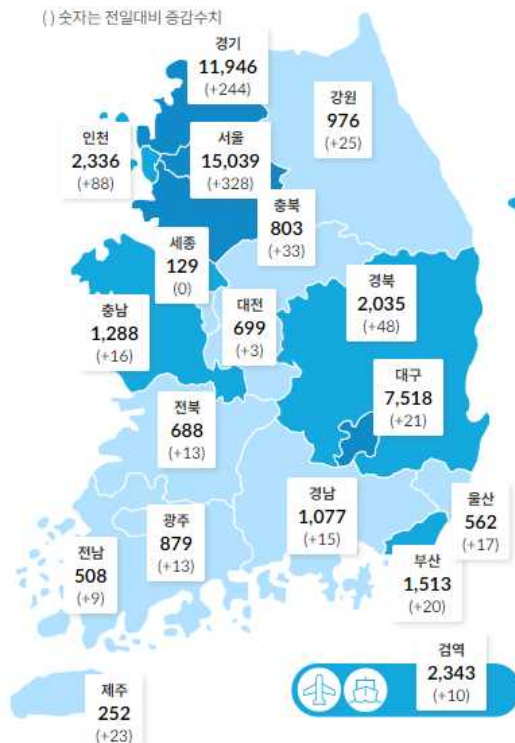 ( ) 숫자는 전일대비 증감수치
경기
11,946
(+244)
강원
976
(+25)
인천
2,336
(+88)
서울
15,039
(+328)
충북
803
(+33)
세종
129
(0)
경북
2,035
(+48)
대전
699
(+3)
충남
1,288
(+16)
대구
7,518
(+21)
전북
688
(+13)
경남
1,077
(+15)
울산
562
(+17)
광주
879
(+13)
전남
508
(+9)
부산
1,513
(+20)
검역
2,343
(+10)
제주
252
(+23)